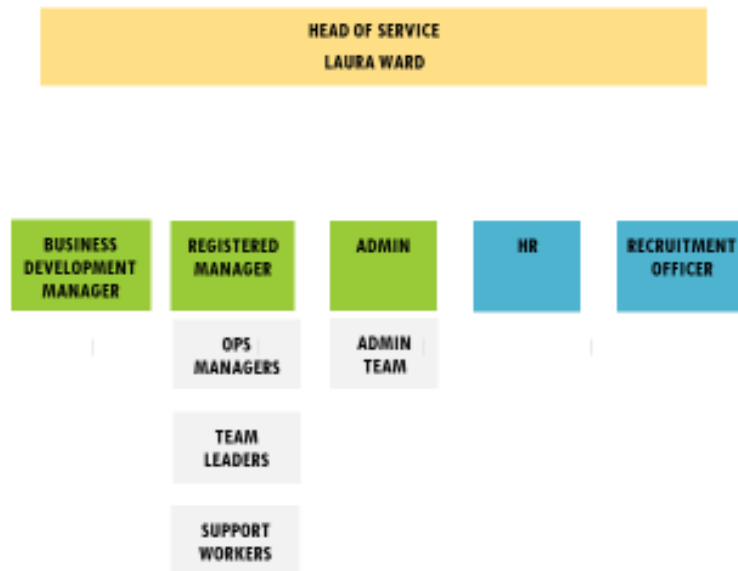 HEAD OF SERVICE
LAURA WARD
BUSINESS
DEVELOPMENT
MANAGER
REGISTERED
MANAGER
ADMIN
HR
RECRUITMENT
OFFICER
OPS
MANAGERS
ADMIN
TEAM
TEAM
LEADERS
SUPPORT
WORKERS